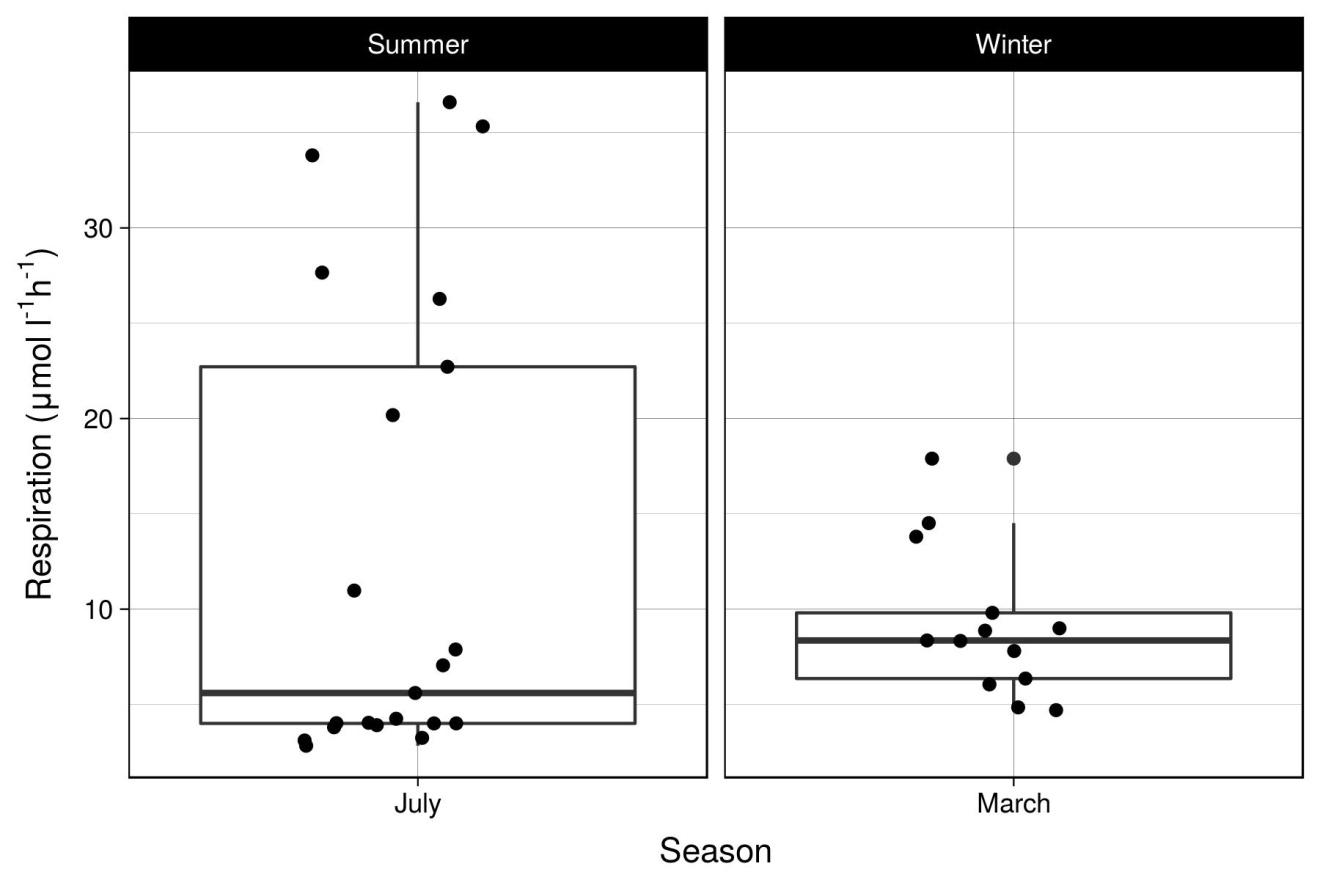 Summer
Winter
Respiration (µmol l⁻¹h⁻¹)
30
20
10
July
March
Season